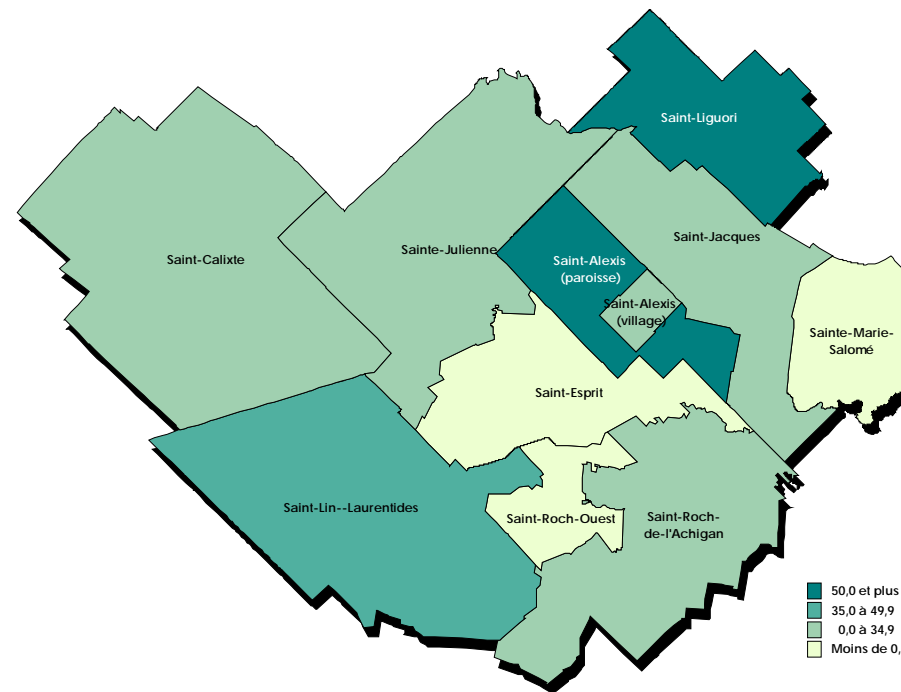 Saint-Liguori
Saint-Jacques
Sainte-Julienne
Saint-Calixte
Saint-Alexis
(paroisse)
Saint-Alexis
(village)
Sainte-Marie-
Salomé
Saint-Esprit
Saint-Lin--Laurentides
Saint-Roch-Ouest
Saint-Roch-
de-l'Achigan
50,0 et plus
35,0 à 49,9
0,0 à 34,9
Moins de 0,